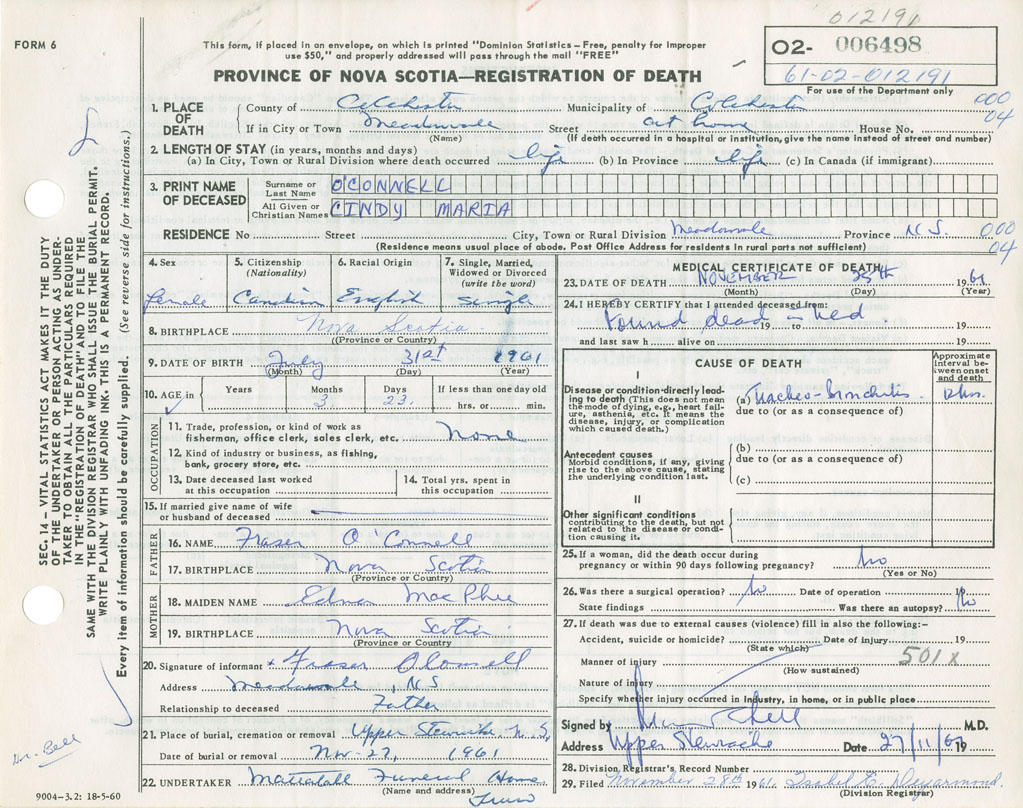 012191
FORM 6
This form, if placed in an envelope, on which is printed "Dominion Statistics – Free, penalty for improper
use $50," and properly addressed will pass through the mail "FREE"
02- 006498
61-02-012191
For use of the Department only
PROVINCE OF NOVA SCOTIA—REGISTRATION OF DEATH
000
04
1. PLACE OF DEATH
County of Colchester Municipality of Colchester
If in City or Town Meadowvale Street at home House No.
(Name) (If death occurred in a hospital or institution, give the name instead of street and number)
2. LENGTH OF STAY (in years, months and days)
(a) In City, Town or Rural Division where death occurred life (b) In Province life (c) In Canada (if immigrant)
3. PRINT NAME OF DECEASED
Surname or Last Name O'CONNELL
All Given or Christian Names CINDY MARIA
RESIDENCE No Street City, Town or Rural Division Meadowvale Province N.S. 000
04
(Residence means usual place of abode. Post Office Address for residents in rural parts not sufficient)
4. Sex female
5. Citizenship (Nationality) Canadian
6. Racial Origin English
7. Single, Married, Widowed or Divorced (write the word) single
8. BIRTHPLACE Nova Scotia
(Province or Country)
9. DATE OF BIRTH July 31st 1961
(Month) (Day) (Year)
10. AGE in Years Months 3 Days 23 If less than one day old hrs. or min.
OCCUPATION
11. Trade, profession, or kind of work as
fisherman, office clerk, sales clerk, etc. None
12. Kind of industry or business, as fishing,
bank, grocery store, etc.
13. Date deceased last worked
at this occupation
14. Total yrs. spent in
this occupation
15. If married give name of wife
or husband of deceased
FATHER
16. NAME Fraser O'Connell
17. BIRTHPLACE Nova Scotia
(Province or Country)
MOTHER
18. MAIDEN NAME Edna MacPhee
19. BIRTHPLACE Nova Scotia
(Province or Country)
20. Signature of informant x Fraser O'Connell
Address Meadowvale, N S
Relationship to deceased Father
21. Place of burial, cremation or removal Upper Stewiacke N. S.
Date of burial or removal Nov. 27, 1961
22. UNDERTAKER Mattatall Funeral Home
(Name and address) Truro
MEDICAL CERTIFICATE OF DEATH
23. DATE OF DEATH NOVEMBER 25th 1961
(Month) (Day) (Year)
24. I HEREBY CERTIFY that I attended deceased from:
Found dead in bed 19 to 19
and last saw h alive on 19
CAUSE OF DEATH
Approximate interval between onset and death
I
Disease or condition directly leading to death (This does not mean the mode of dying, e.g., heart failure, asthenia, etc. It means the disease, injury, or complication which caused death.)
(a) Tracheo-bronchitis 12 hrs.
due to (or as a consequence of)
Antecedent causes
Morbid conditions, if any, giving rise to the above cause, stating the underlying condition last.
(b)
due to (or as a consequence of)
(c)
II
Other significant conditions
contributing to the death, but not related to the disease or condition causing it.
25. If a woman, did the death occur during
pregnancy or within 90 days following pregnancy? No
(Yes or No)
26. Was there a surgical operation? No Date of operation 19
State findings Was there an autopsy? No
27. If death was due to external causes (violence) fill in also the following:-
Accident, suicide or homicide? Date of injury 19
(State which)
501 x
Manner of injury
(How sustained)
Nature of injury
Specify whether injury occurred in Industry, in home, or in public place
Signed by M.D.
Address Upper Stewiacke Date 27/11/61 19
28. Division Registrar's Record Number
29. Filed November 28th 1961 Isabel C. Deyarmond
(Division Registrar)
SEC. 14 – VITAL STATISTICS ACT MAKES IT THE DUTY
OF THE UNDERTAKER OR PERSON ACTING AS UNDER-
TAKER TO OBTAIN ALL THE PARTICULARS REQUIRED
IN THE "REGISTRATION OF DEATH" AND TO FILE THE
SAME WITH THE DIVISION REGISTRAR WHO SHALL ISSUE THE BURIAL PERMIT.
WRITE PLAINLY WITH UNFADING INK. THIS IS A PERMANENT RECORD.
Every item of information should be carefully supplied. (See reverse side for instructions.)
Dr. Bell
9004-3.2: 18-5-60